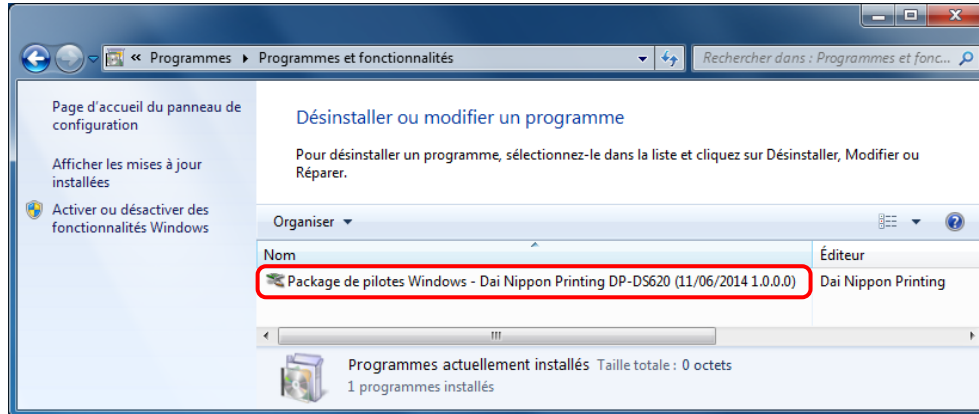 « Programmes ▸ Programmes et fonctionnalités
Rechercher dans : Programmes et fonc...
Page d'accueil du panneau de
configuration
Afficher les mises à jour
installées
Activer ou désactiver des
fonctionnalités Windows
Désinstaller ou modifier un programme
Pour désinstaller un programme, sélectionnez-le dans la liste et cliquez sur Désinstaller, Modifier ou
Réparer.
Organiser
Nom Éditeur
Package de pilotes Windows - Dai Nippon Printing DP-DS620 (11/06/2014 1.0.0.0) Dai Nippon Printing
Programmes actuellement installés Taille totale : 0 octets
1 programmes installés